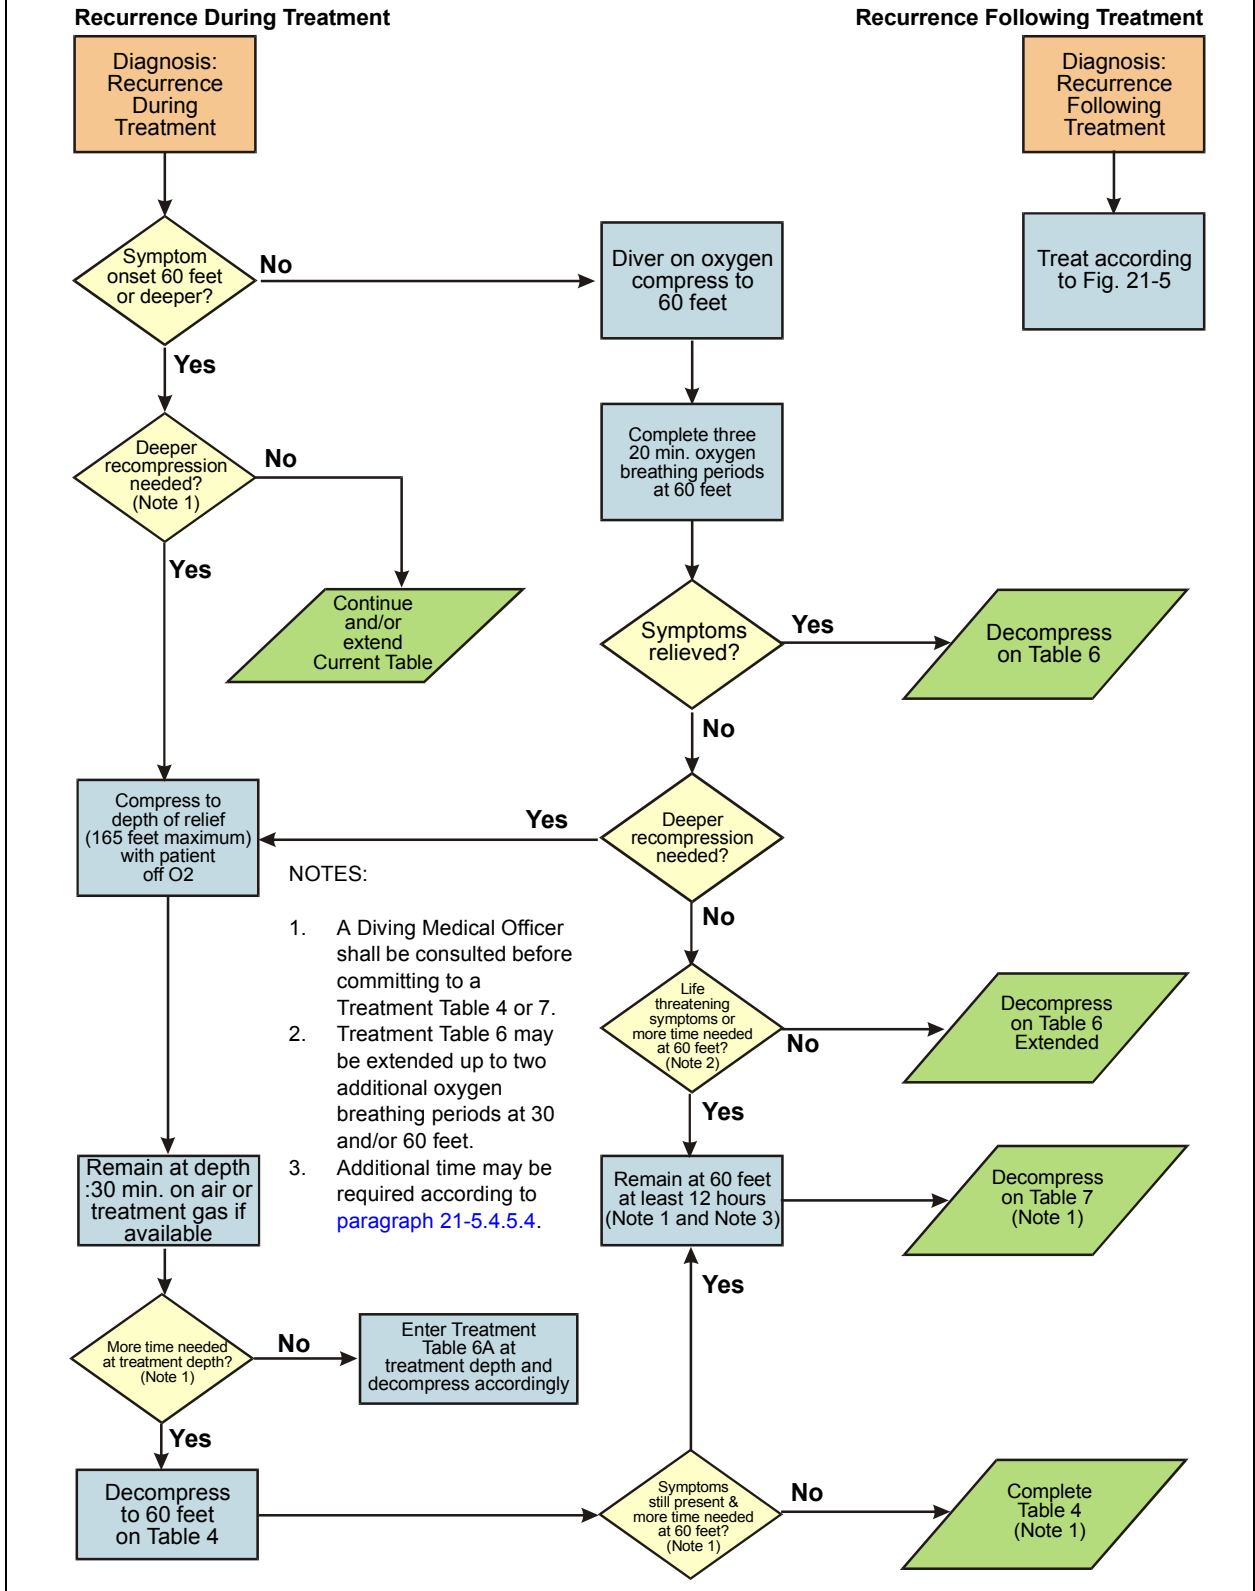 Recurrence During Treatment
Recurrence Following Treatment
Diagnosis:
Recurrence
During
Treatment
Diagnosis:
Recurrence
Following
Treatment
Symptom
onset 60 feet
or deeper?
No
Diver on oxygen
compress to
60 feet
Treat according
to Fig. 21-5
Yes
Deeper
recompression
needed?
(Note 1)
No
Complete three
20 min. oxygen
breathing periods
at 60 feet
Yes
Continue
and/or
extend
Current Table
Symptoms
relieved?
Yes
Decompress
on Table 6
No
Compress to
depth of relief
(165 feet maximum)
with patient
off O2
Yes
Deeper
recompression
needed?
No
NOTES:
1. A Diving Medical Officer
shall be consulted before
committing to a
Treatment Table 4 or 7.
2. Treatment Table 6 may
be extended up to two
additional oxygen
breathing periods at 30
and/or 60 feet.
3. Additional time may be
required according to
paragraph 21-5.4.5.4.
Life
threatening
symptoms or
more time needed
at 60 feet?
(Note 2)
No
Decompress
on Table 6
Extended
Yes
Remain at depth
:30 min. on air or
treatment gas if
available
Remain at 60 feet
at least 12 hours
(Note 1 and Note 3)
Decompress
on Table 7
(Note 1)
Yes
More time needed
at treatment depth?
(Note 1)
No
Enter Treatment
Table 6A at
treatment depth and
decompress accordingly
Yes
Decompress
to 60 feet
on Table 4
Symptoms
still present &
more time needed
at 60 feet?
(Note 1)
No
Complete
Table 4
(Note 1)